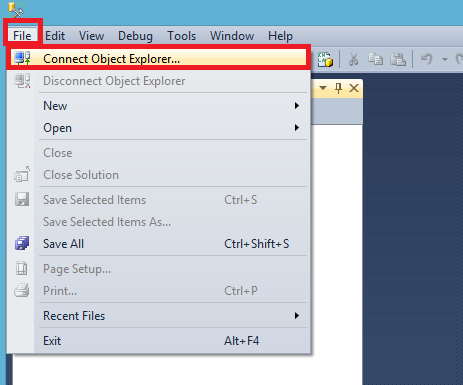 File Edit View Debug Tools Window Help
Connect Object Explorer...
Disconnect Object Explorer
New
Open
Close
Close Solution
Save Selected Items Ctrl+S
Save Selected Items As...
Save All Ctrl+Shift+S
Page Setup...
Print... Ctrl+P
Recent Files
Exit Alt+F4